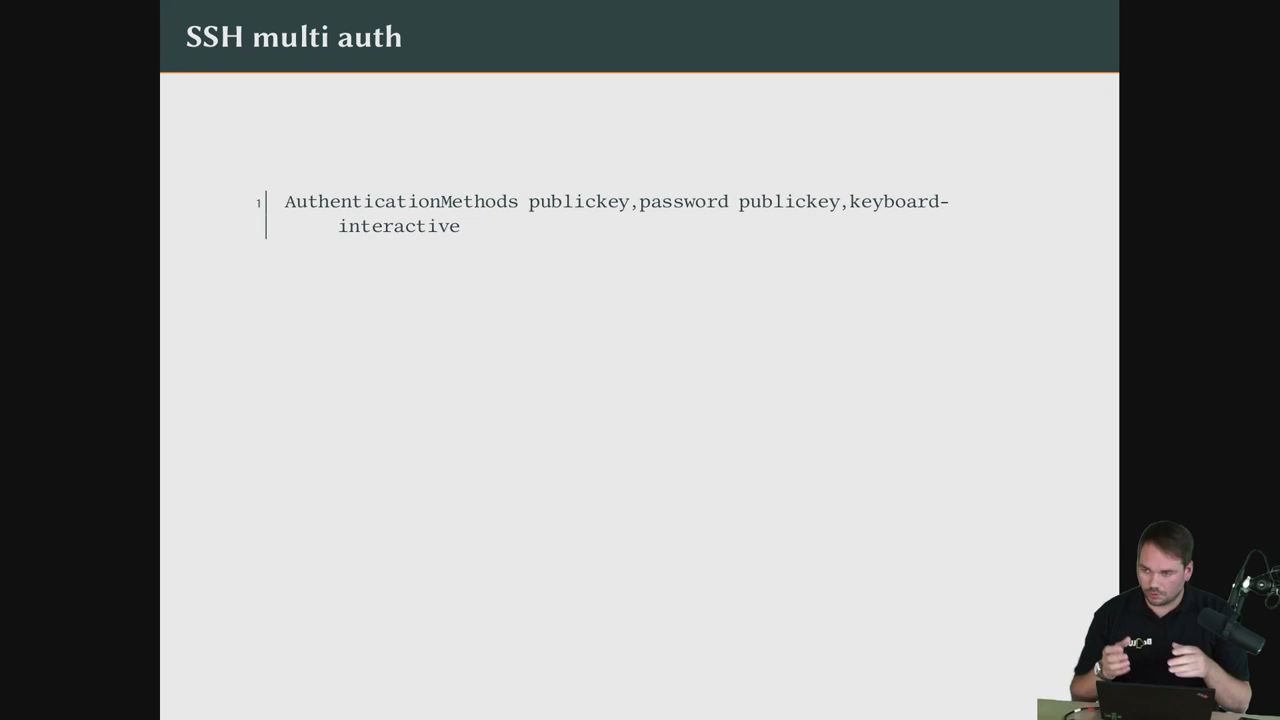 SSH multi auth
1 AuthenticationMethods publickey,password publickey,keyboard-
interactive